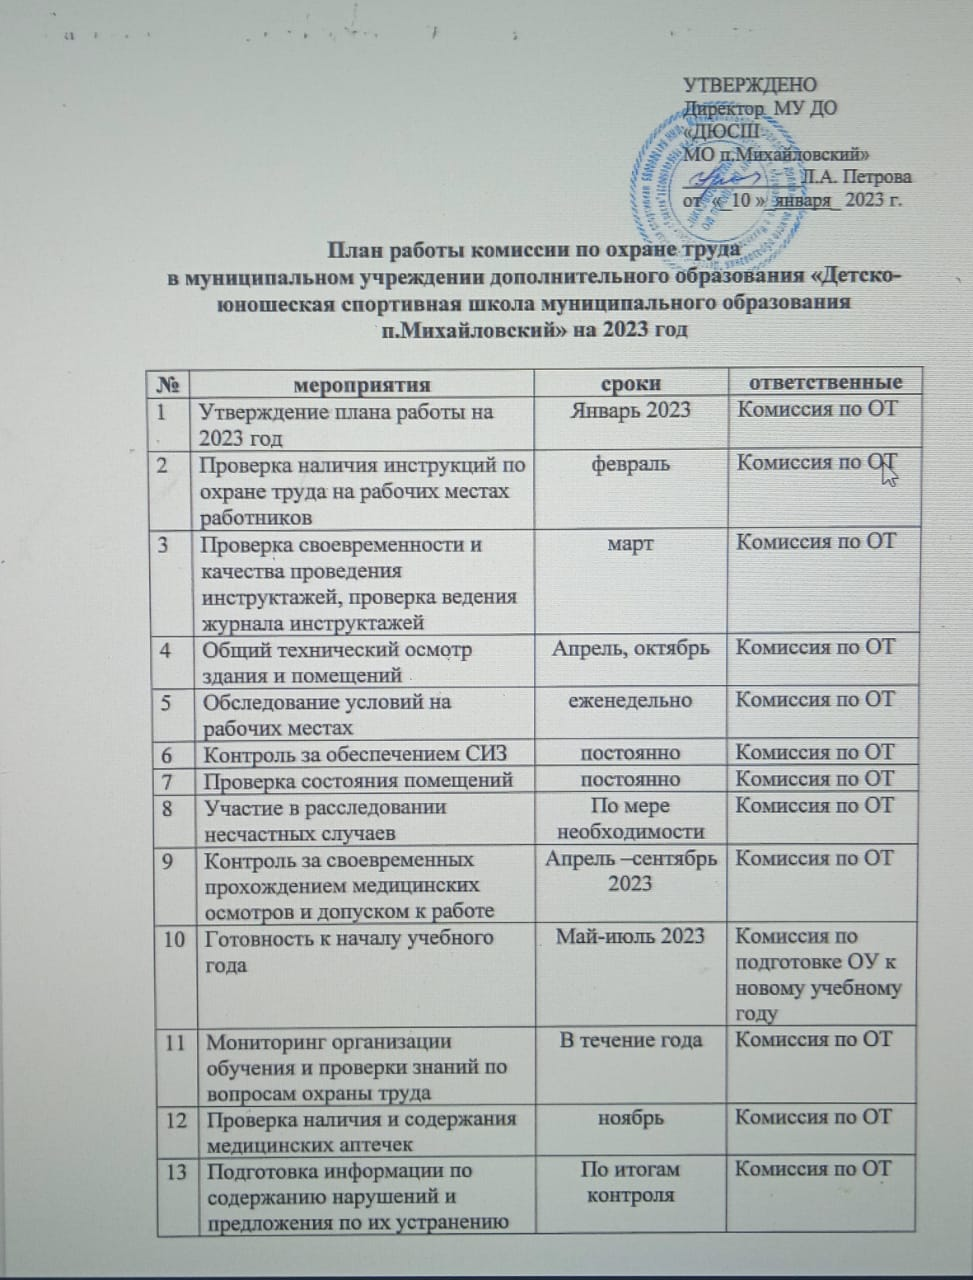 УТВЕРЖДЕНО
Директор МУ ДО
«ДЮСШ
МО п.Михайловский»
Л.А. Петрова
от «_10 »_января_ 2023 г.
План работы комиссии по охране труда
в муниципальном учреждении дополнительного образования «Детско-
юношеская спортивная школа муниципального образования
п.Михайловский» на 2023 год
№ мероприятия сроки ответственные
1 Утверждение плана работы на Январь 2023 Комиссия по ОТ
2023 год
2 Проверка наличия инструкций по февраль Комиссия по ОТ
охране труда на рабочих местах
работников
3 Проверка своевременности и март Комиссия по ОТ
качества проведения
инструктажей, проверка ведения
журнала инструктажей
4 Общий технический осмотр Апрель, октябрь Комиссия по ОТ
здания и помещений
5 Обследование условий на еженедельно Комиссия по ОТ
рабочих местах
6 Контроль за обеспечением СИЗ постоянно Комиссия по ОТ
7 Проверка состояния помещений постоянно Комиссия по ОТ
8 Участие в расследовании По мере Комиссия по ОТ
несчастных случаев необходимости
9 Контроль за своевременных Апрель –сентябрь Комиссия по ОТ
прохождением медицинских 2023
осмотров и допуском к работе
10 Готовность к началу учебного Май-июль 2023 Комиссия по
года подготовке ОУ к
новому учебному
году
11 Мониторинг организации В течение года Комиссия по ОТ
обучения и проверки знаний по
вопросам охраны труда
12 Проверка наличия и содержания ноябрь Комиссия по ОТ
медицинских аптечек
13 Подготовка информации по По итогам Комиссия по ОТ
содержанию нарушений и контроля
предложения по их устранению